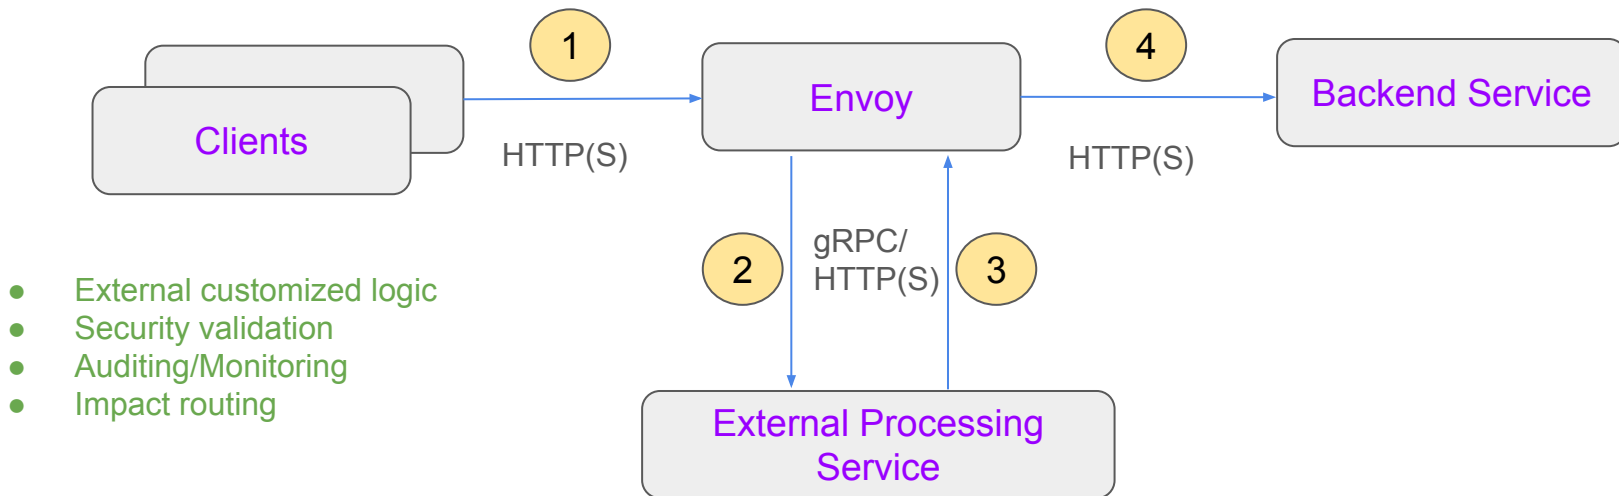 1
4
Clients
Envoy
Backend Service
HTTP(S)
HTTP(S)
2
gRPC/
HTTP(S)
3
● External customized logic
● Security validation
● Auditing/Monitoring
● Impact routing
External Processing
Service